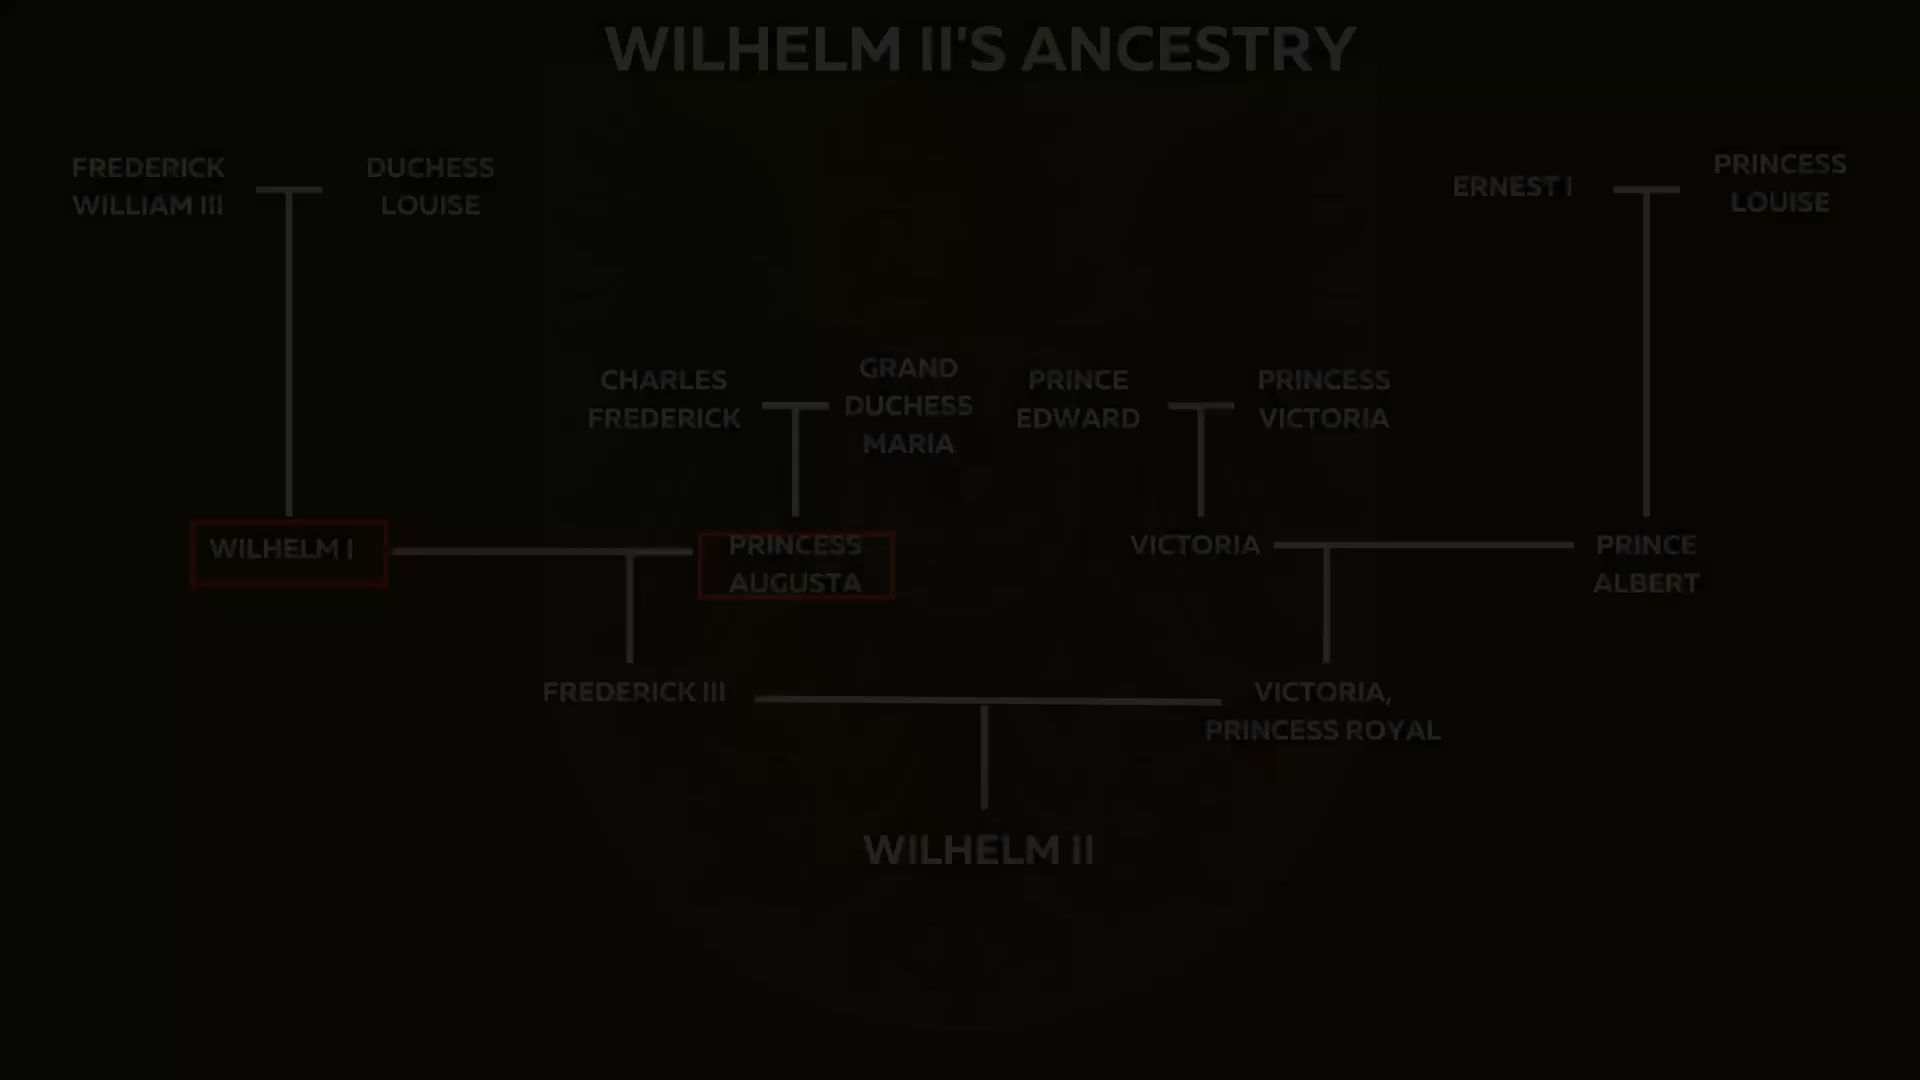 WILHELM II'S ANCESTRY
FREDERICK
WILLIAM III
DUCHESS
LOUISE
ERNEST I
PRINCESS
LOUISE
CHARLES
FREDERICK
GRAND
DUCHESS
MARIA
PRINCE
EDWARD
PRINCESS
VICTORIA
WILHELM I
PRINCESS
AUGUSTA
VICTORIA
PRINCE
ALBERT
FREDERICK III
VICTORIA,
PRINCESS ROYAL
WILHELM II